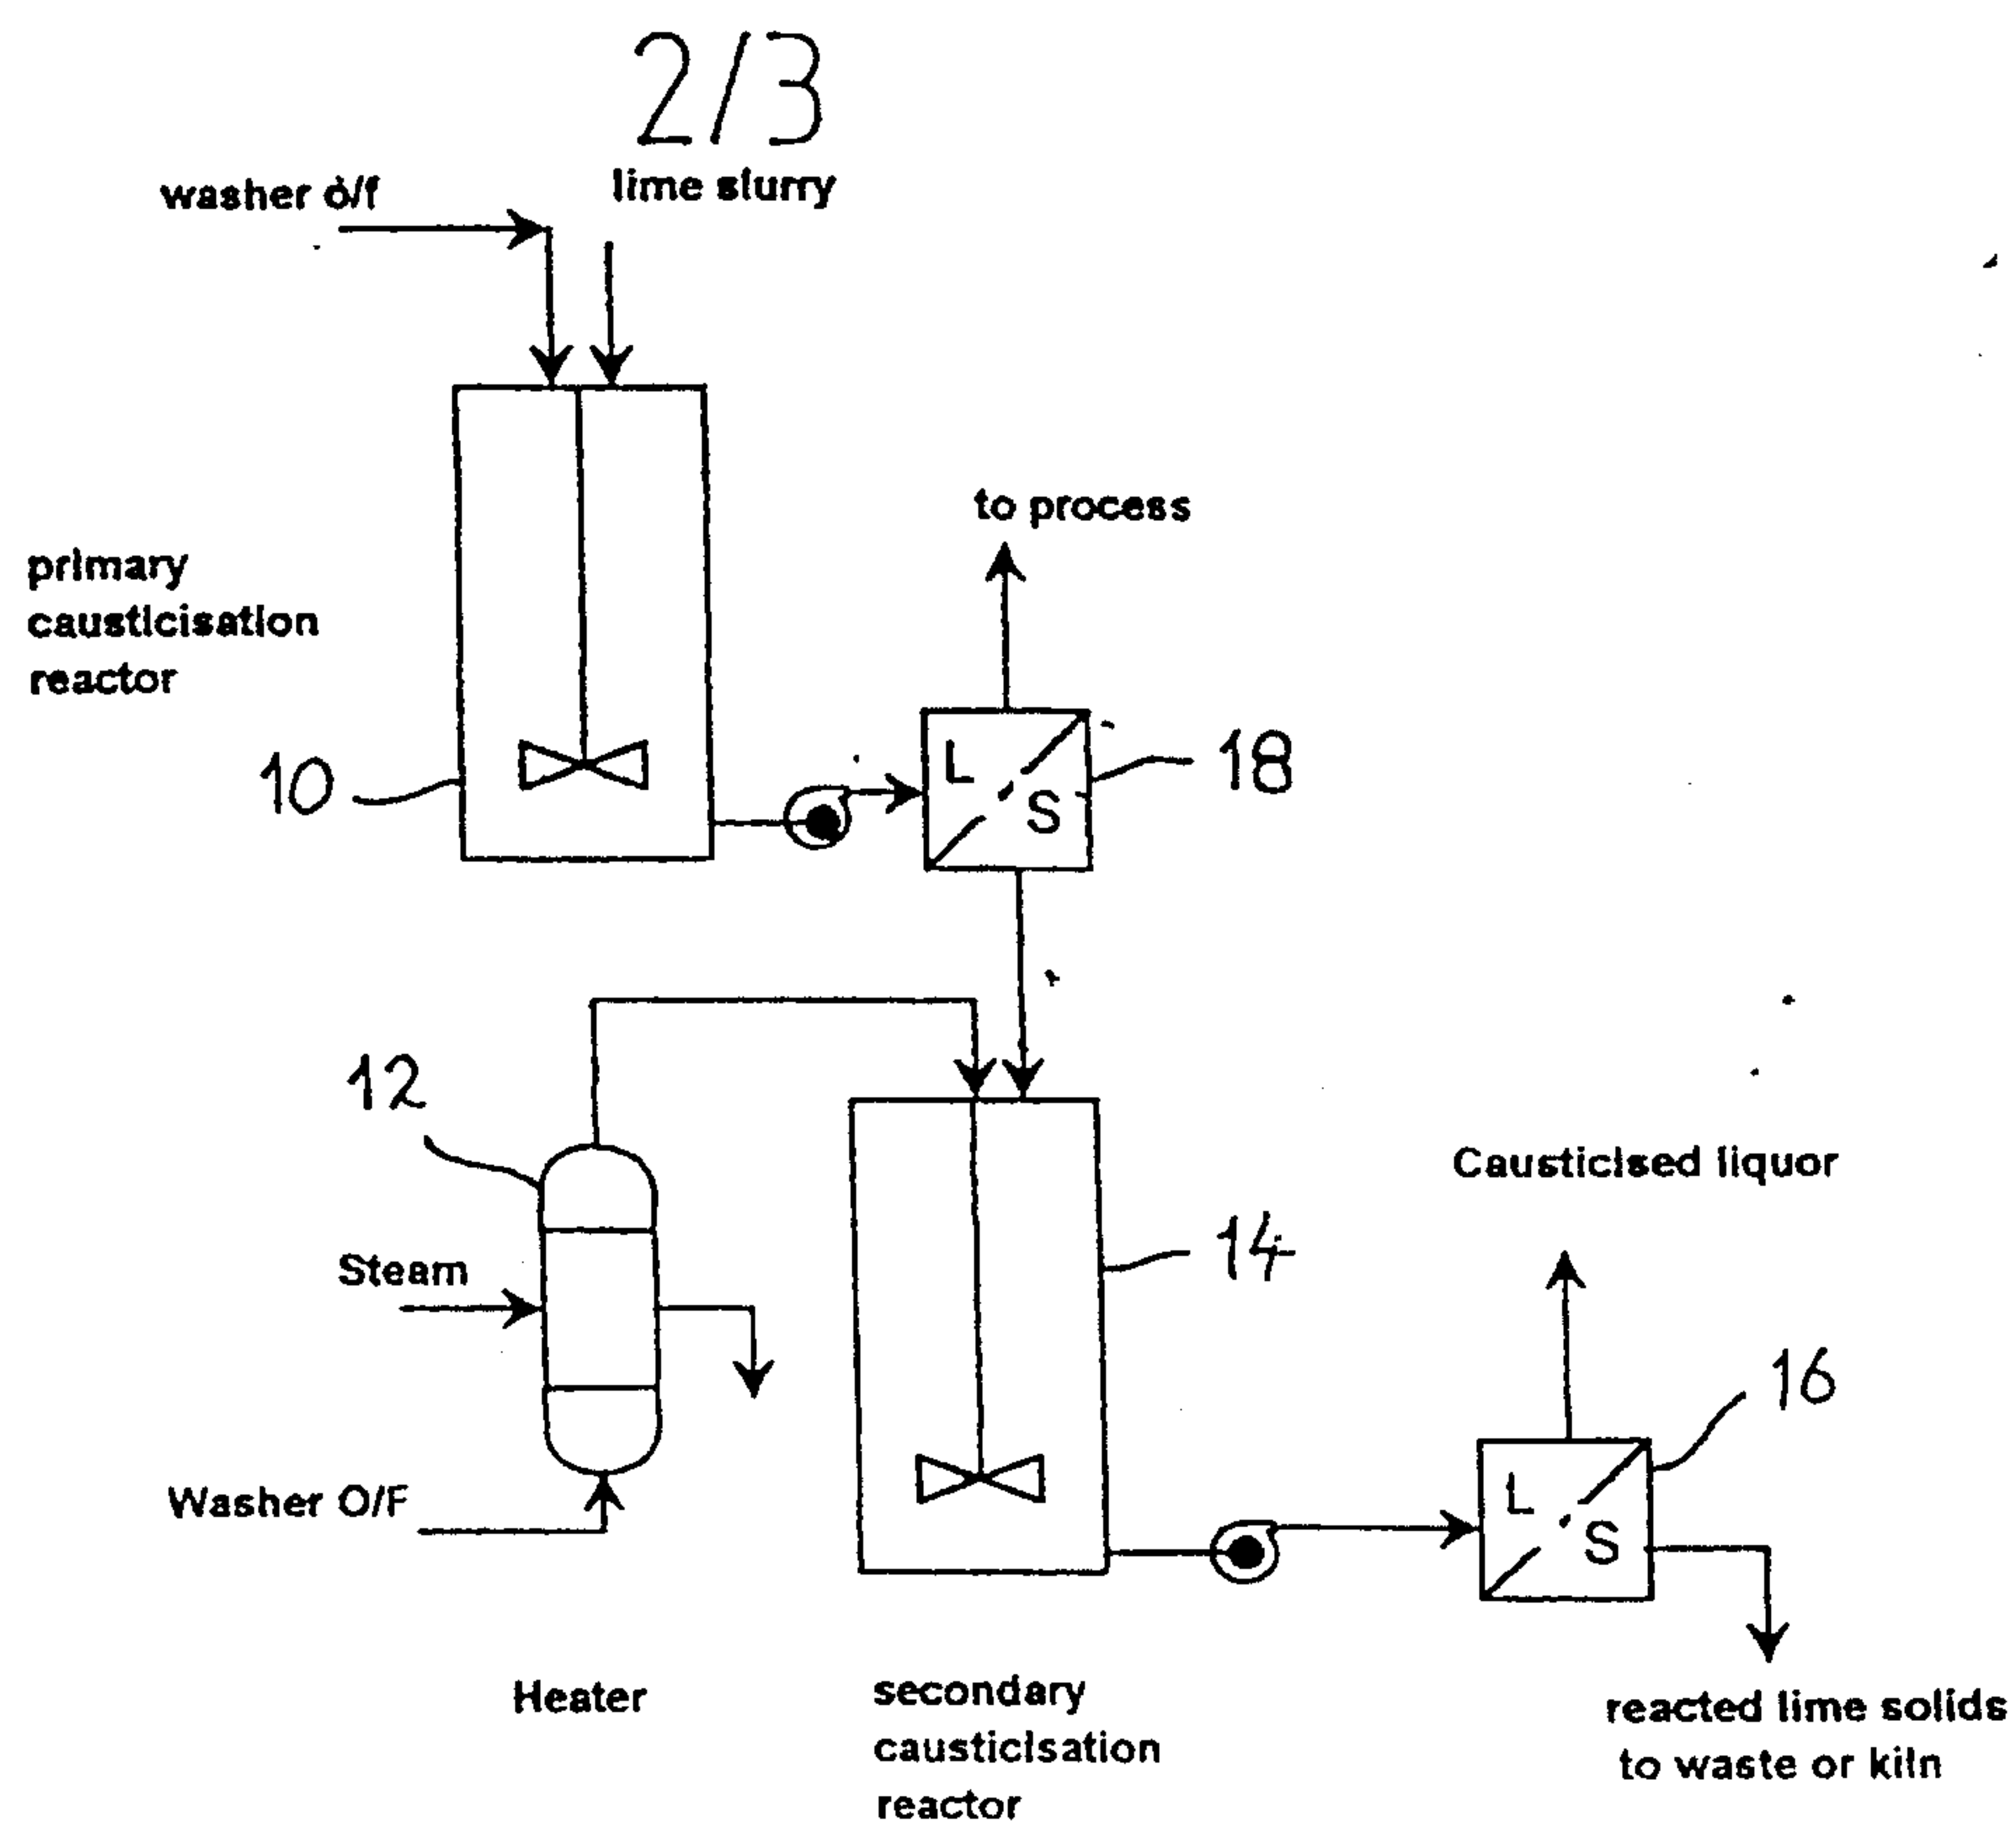 2/3
washer o/f
lime slurry
to process
primary
causticisation
reactor
10
L
S
18
12
14
Causticised liquor
Steam
16
L
S
Washer O/F
Heater
secondary
causticisation
reactor
reacted lime solids
to waste or kiln